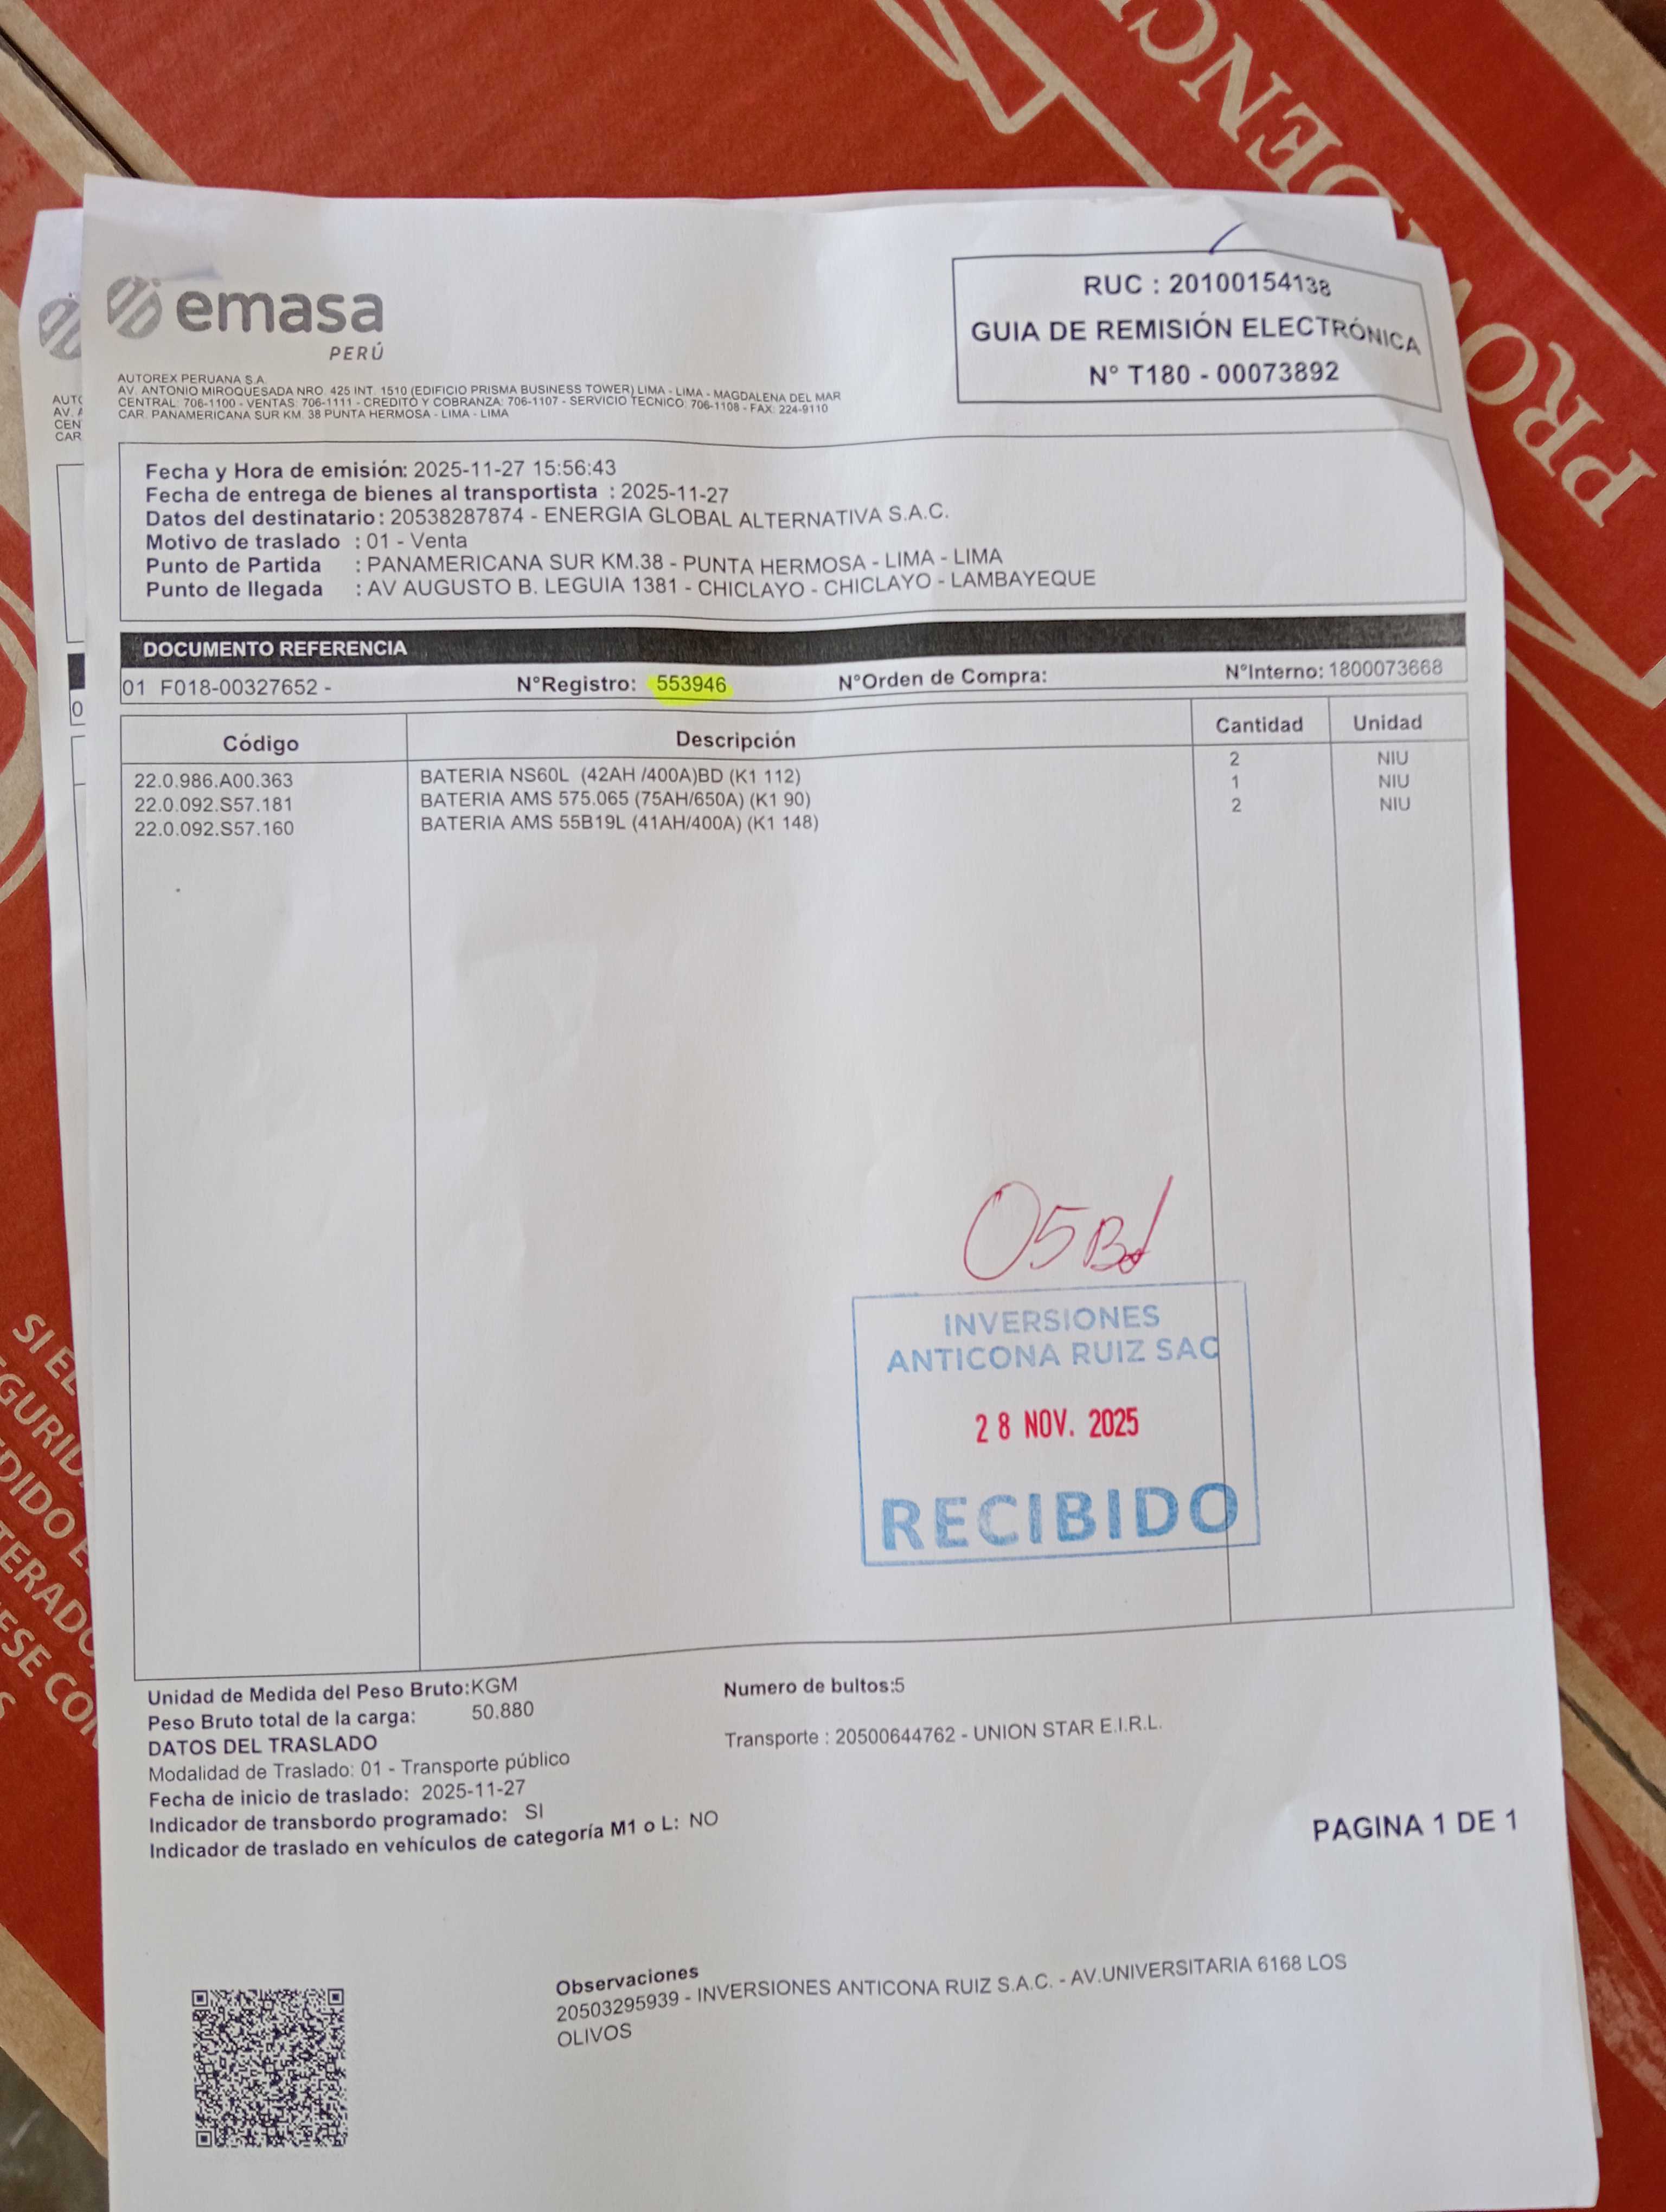 PROVIDENCI
emasa
PERÚ
AUTOREX PERUANA S.A.
AV. ANTONIO MIROQUESADA NRO. 425 INT. 1510 (EDIFICIO PRISMA BUSINESS TOWER) LIMA - LIMA - MAGDALENA DEL MAR
CENTRAL: 706-1100 - VENTAS: 706-1111 - CREDITO Y COBRANZA: 706-1107 - SERVICIO TECNICO: 706-1108 - FAX: 224-9110
CAR. PANAMERICANA SUR KM. 38 PUNTA HERMOSA - LIMA - LIMA
RUC : 20100154138
GUIA DE REMISIÓN ELECTRÓNICA
N° T180 - 00073892
Fecha y Hora de emisión: 2025-11-27 15:56:43
Fecha de entrega de bienes al transportista : 2025-11-27
Datos del destinatario: 20538287874 - ENERGIA GLOBAL ALTERNATIVA S.A.C.
Motivo de traslado : 01 - Venta
Punto de Partida : PANAMERICANA SUR KM.38 - PUNTA HERMOSA - LIMA - LIMA
Punto de llegada : AV AUGUSTO B. LEGUIA 1381 - CHICLAYO - CHICLAYO - LAMBAYEQUE
DOCUMENTO REFERENCIA
01 F018-00327652 - N°Registro: 553946 N°Orden de Compra: N°Interno: 1800073668
Código Descripción Cantidad Unidad
22.0.986.A00.363 BATERIA NS60L (42AH /400A)BD (K1 112) 2 NIU
22.0.092.S57.181 BATERIA AMS 575.065 (75AH/650A) (K1 90) 1 NIU
22.0.092.S57.160 BATERIA AMS 55B19L (41AH/400A) (K1 148) 2 NIU
05
INVERSIONES
ANTICONA RUIZ SAC
28 NOV. 2025
RECIBIDO
Unidad de Medida del Peso Bruto:KGM Numero de bultos:5
Peso Bruto total de la carga: 50.880
DATOS DEL TRASLADO Transporte : 20500644762 - UNION STAR E.I.R.L.
Modalidad de Traslado: 01 - Transporte público
Fecha de inicio de traslado: 2025-11-27
Indicador de transbordo programado: SI
Indicador de traslado en vehículos de categoría M1 o L: NO
PAGINA 1 DE 1
Observaciones
20503295939 - INVERSIONES ANTICONA RUIZ S.A.C. - AV.UNIVERSITARIA 6168 LOS
OLIVOS